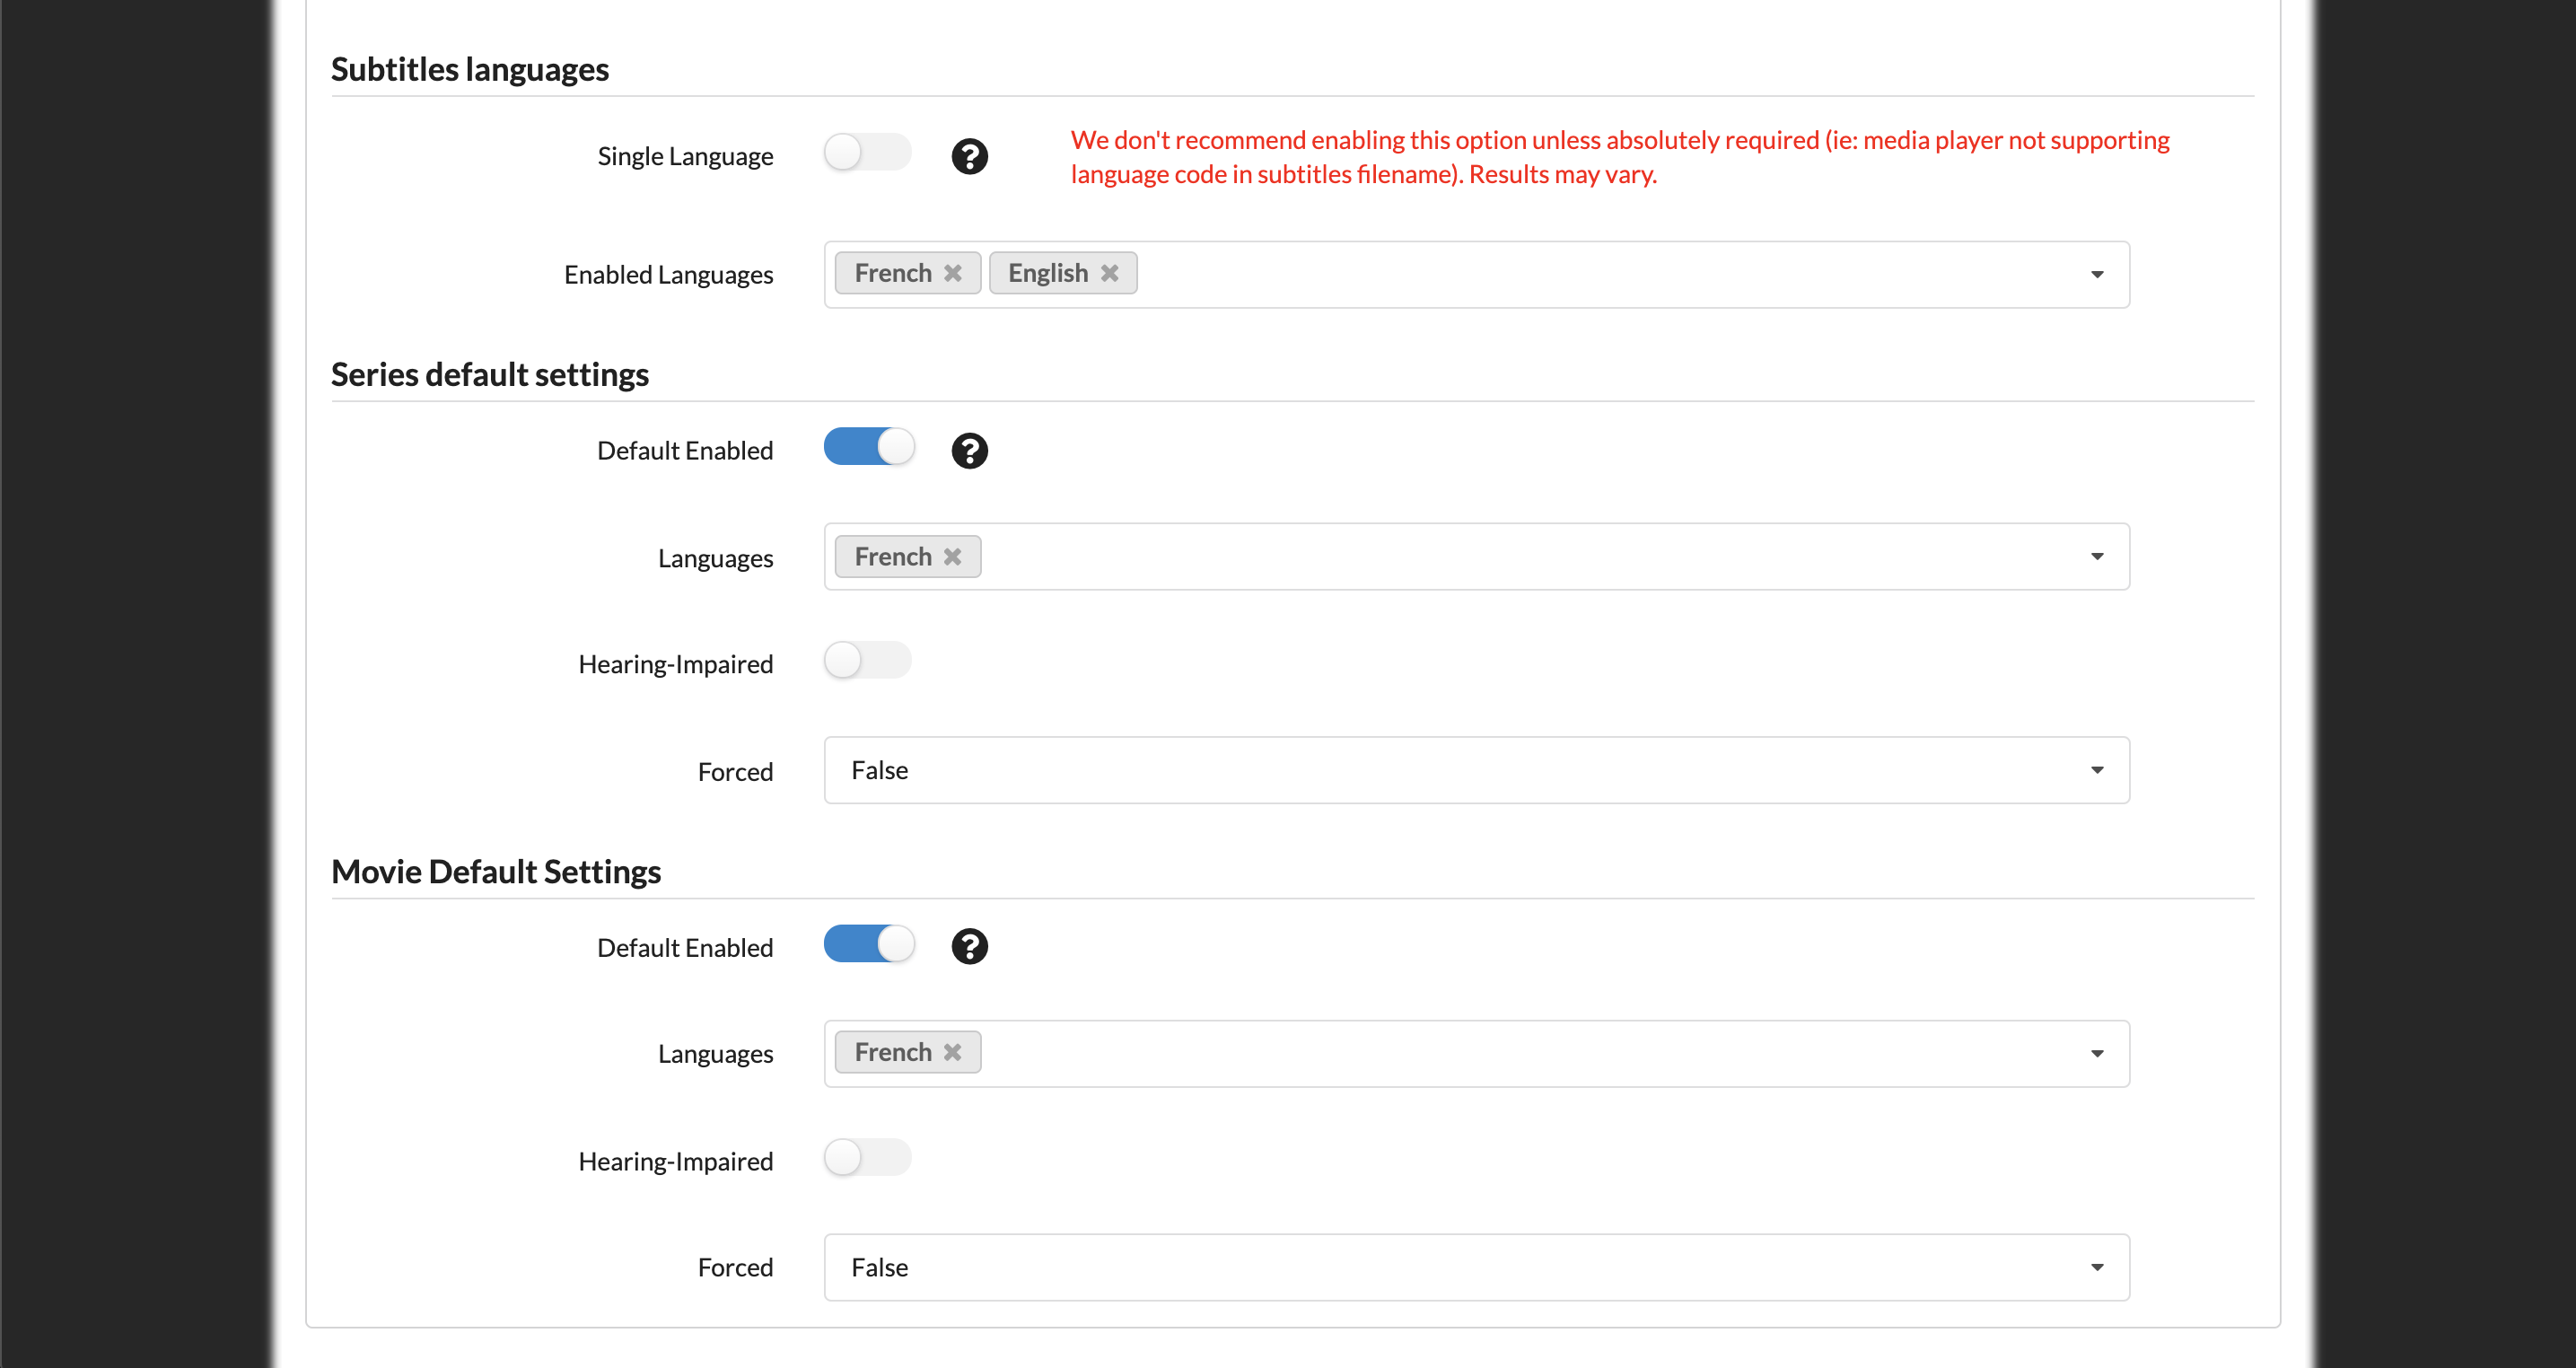 Subtitles languages
Single Language
We don't recommend enabling this option unless absolutely required (ie: media player not supporting
language code in subtitles filename). Results may vary.
Enabled Languages
French English
Series default settings
Default Enabled
Languages
French
Hearing-Impaired
Forced
False
Movie Default Settings
Default Enabled
Languages
French
Hearing-Impaired
Forced
False